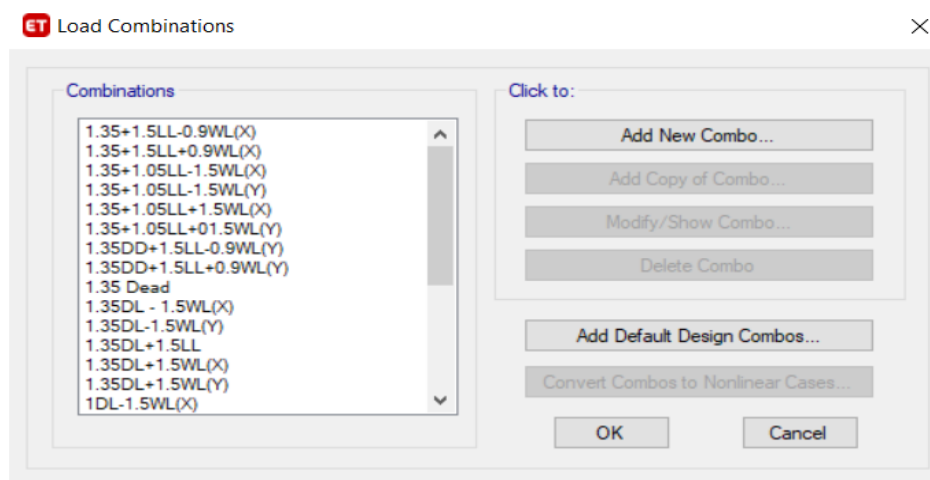 ET Load Combinations
Combinations
1.35+1.5LL-0.9WL(X)
1.35+1.5LL+0.9WL(X)
1.35+1.05LL-1.5WL(X)
1.35+1.05LL-1.5WL(Y)
1.35+1.05LL+1.5WL(X)
1.35+1.05LL+01.5WL(Y)
1.35DD+1.5LL-0.9WL(Y)
1.35DD+1.5LL+0.9WL(Y)
1.35 Dead
1.35DL - 1.5WL(X)
1.35DL-1.5WL(Y)
1.35DL+1.5LL
1.35DL+1.5WL(X)
1.35DL+1.5WL(Y)
1DL-1.5WL(X)
Click to:
Add New Combo...
Add Copy of Combo...
Modify/Show Combo...
Delete Combo
Add Default Design Combos...
Convert Combos to Nonlinear Cases...
OK
Cancel